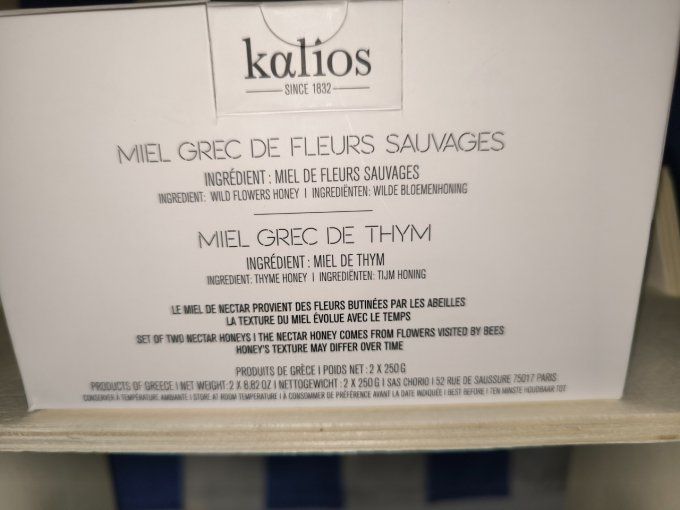 kαlios
SINCE 1832
MIEL GREC DE FLEURS SAUVAGES
INGRÉDIENT : MIEL DE FLEURS SAUVAGES
INGREDIENT: WILD FLOWERS HONEY I INGREDIËNTEN: WILDE BLOEMENHONING
MIEL GREC DE THYM
INGRÉDIENT : MIEL DE THYM
INGREDIENT: THYME HONEY I INGREDIËNTEN: TIJM HONING
LE MIEL DE NECTAR PROVIENT DES FLEURS BUTINÉES PAR LES ABEILLES
LA TEXTURE DU MIEL ÉVOLUE AVEC LE TEMPS
SET OF TWO NECTAR HONEYS I THE NECTAR HONEY COMES FROM FLOWERS VISITED BY BEES
HONEY'S TEXTURE MAY DIFFER OVER TIME
PRODUITS DE GRÈCE I POIDS NET : 2 X 250 G
PRODUCTS OF GREECE I NET WEIGHT: 2 X 8.82 OZ I NETTOGEWICHT : 2 X 250 G I SAS CHORIO I 52 RUE DE SAUSSURE 75017 PARIS
CONSERVER À TEMPÉRATURE AMBIANTE I STORE AT ROOM TEMPERATURE I À CONSOMMER DE PRÉFÉRENCE AVANT LA DATE INDIQUÉE I BEST BEFORE I TEN MINSTE HOUDBAAR TOT